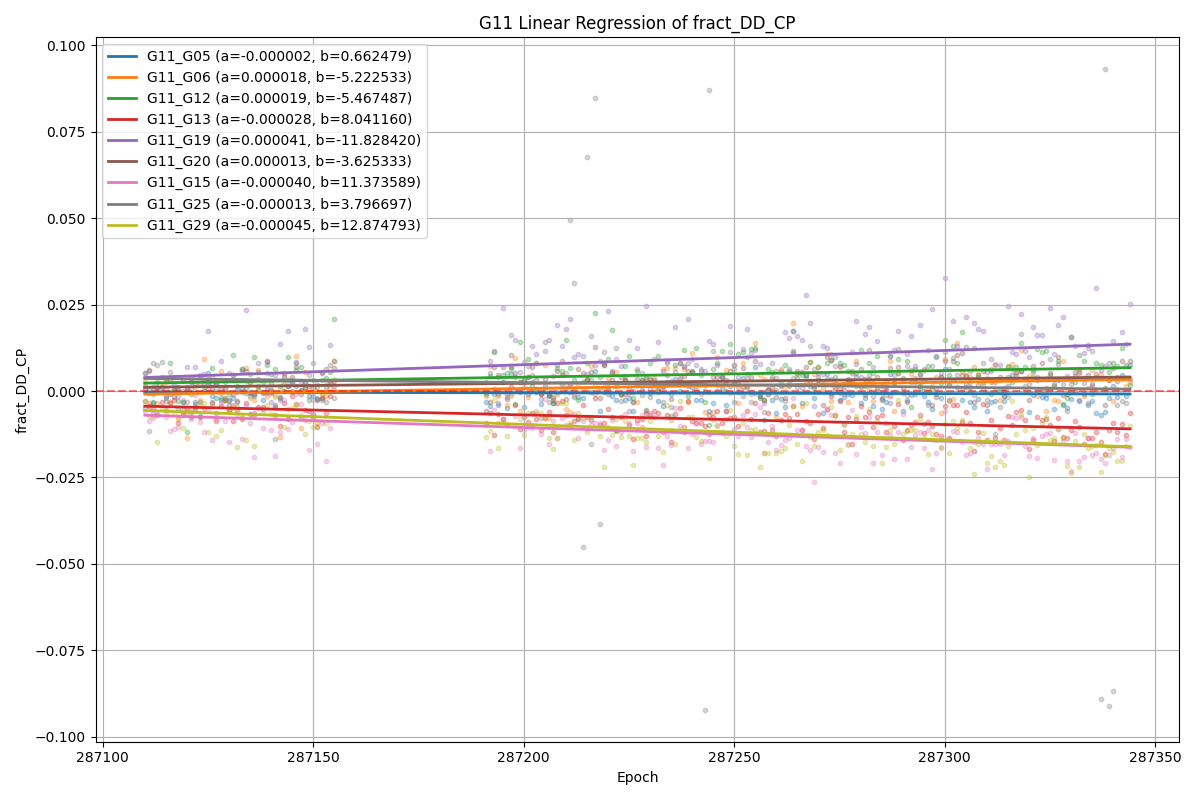 G11 Linear Regression of fract_DD_CP
G11_G05 (a=-0.000002, b=0.662479)
G11_G06 (a=0.000018, b=-5.222533)
G11_G12 (a=0.000019, b=-5.467487)
G11_G13 (a=-0.000028, b=8.041160)
G11_G19 (a=0.000041, b=-11.828420)
G11_G20 (a=0.000013, b=-3.625333)
G11_G15 (a=-0.000040, b=11.373589)
G11_G25 (a=-0.000013, b=3.796697)
G11_G29 (a=-0.000045, b=12.874793)
0.100
0.075
0.050
0.025
0.000
−0.025
−0.050
−0.075
−0.100
fract_DD_CP
287100 287150 287200 287250 287300 287350
Epoch